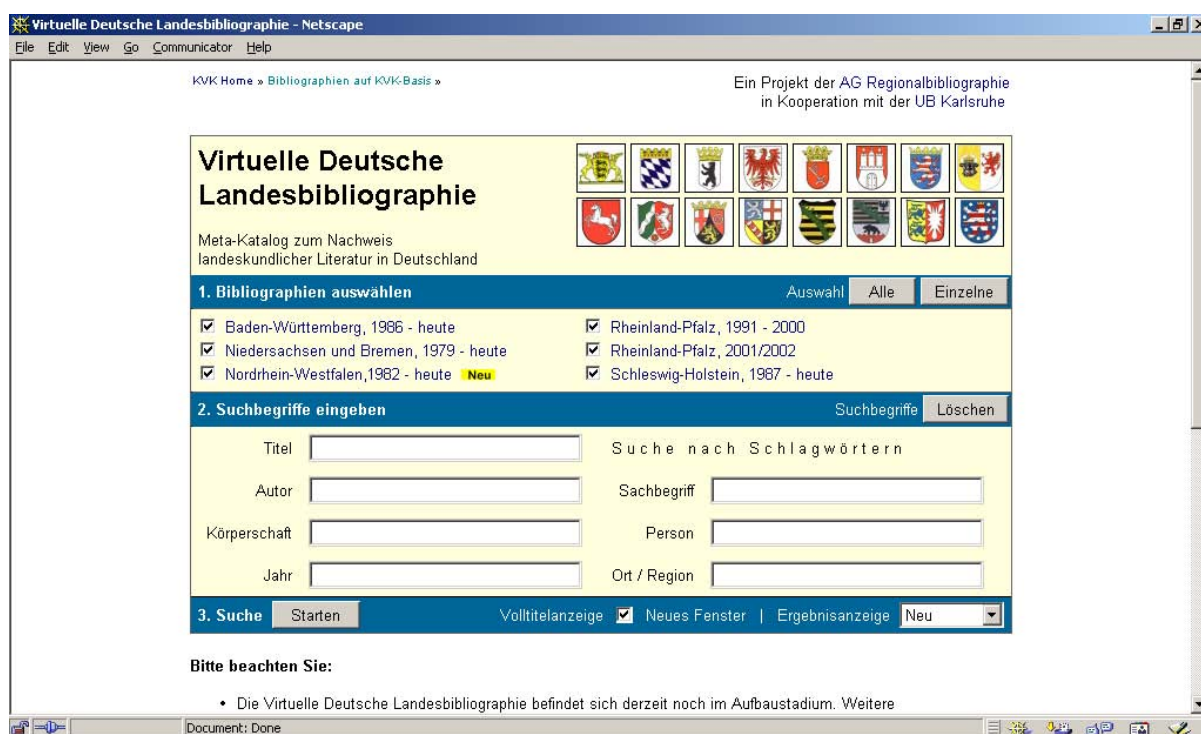 Virtuelle Deutsche Landesbibliographie - Netscape
File Edit View Go Communicator Help
KVK Home » Bibliographien auf KVK-Basis »
Ein Projekt der AG Regionalbibliographie
in Kooperation mit der UB Karlsruhe
Virtuelle Deutsche
Landesbibliographie
Meta-Katalog zum Nachweis
landeskundlicher Literatur in Deutschland
1. Bibliographien auswählen Auswahl Alle Einzelne
Baden-Württemberg, 1986 - heute Rheinland-Pfalz, 1991 - 2000
Niedersachsen und Bremen, 1979 - heute Rheinland-Pfalz, 2001/2002
Nordrhein-Westfalen,1982 - heute Neu Schleswig-Holstein, 1987 - heute
2. Suchbegriffe eingeben Suchbegriffe Löschen
Titel Suche nach Schlagwörtern
Autor Sachbegriff
Körperschaft Person
Jahr Ort / Region
3. Suche Starten Volltitelanzeige Neues Fenster | Ergebnisanzeige Neu
Bitte beachten Sie:
• Die Virtuelle Deutsche Landesbibliographie befindet sich derzeit noch im Aufbaustadium. Weitere
Document: Done